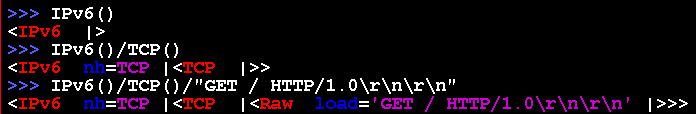 >>> IPv6()
<IPv6  |>
>>> IPv6()/TCP()
<IPv6  nh=TCP |<TCP  |>>
>>> IPv6()/TCP()/"GET / HTTP/1.0\r\n\r\n"
<IPv6  nh=TCP |<TCP  |<Raw  load='GET / HTTP/1.0\r\n\r\n' |>>>